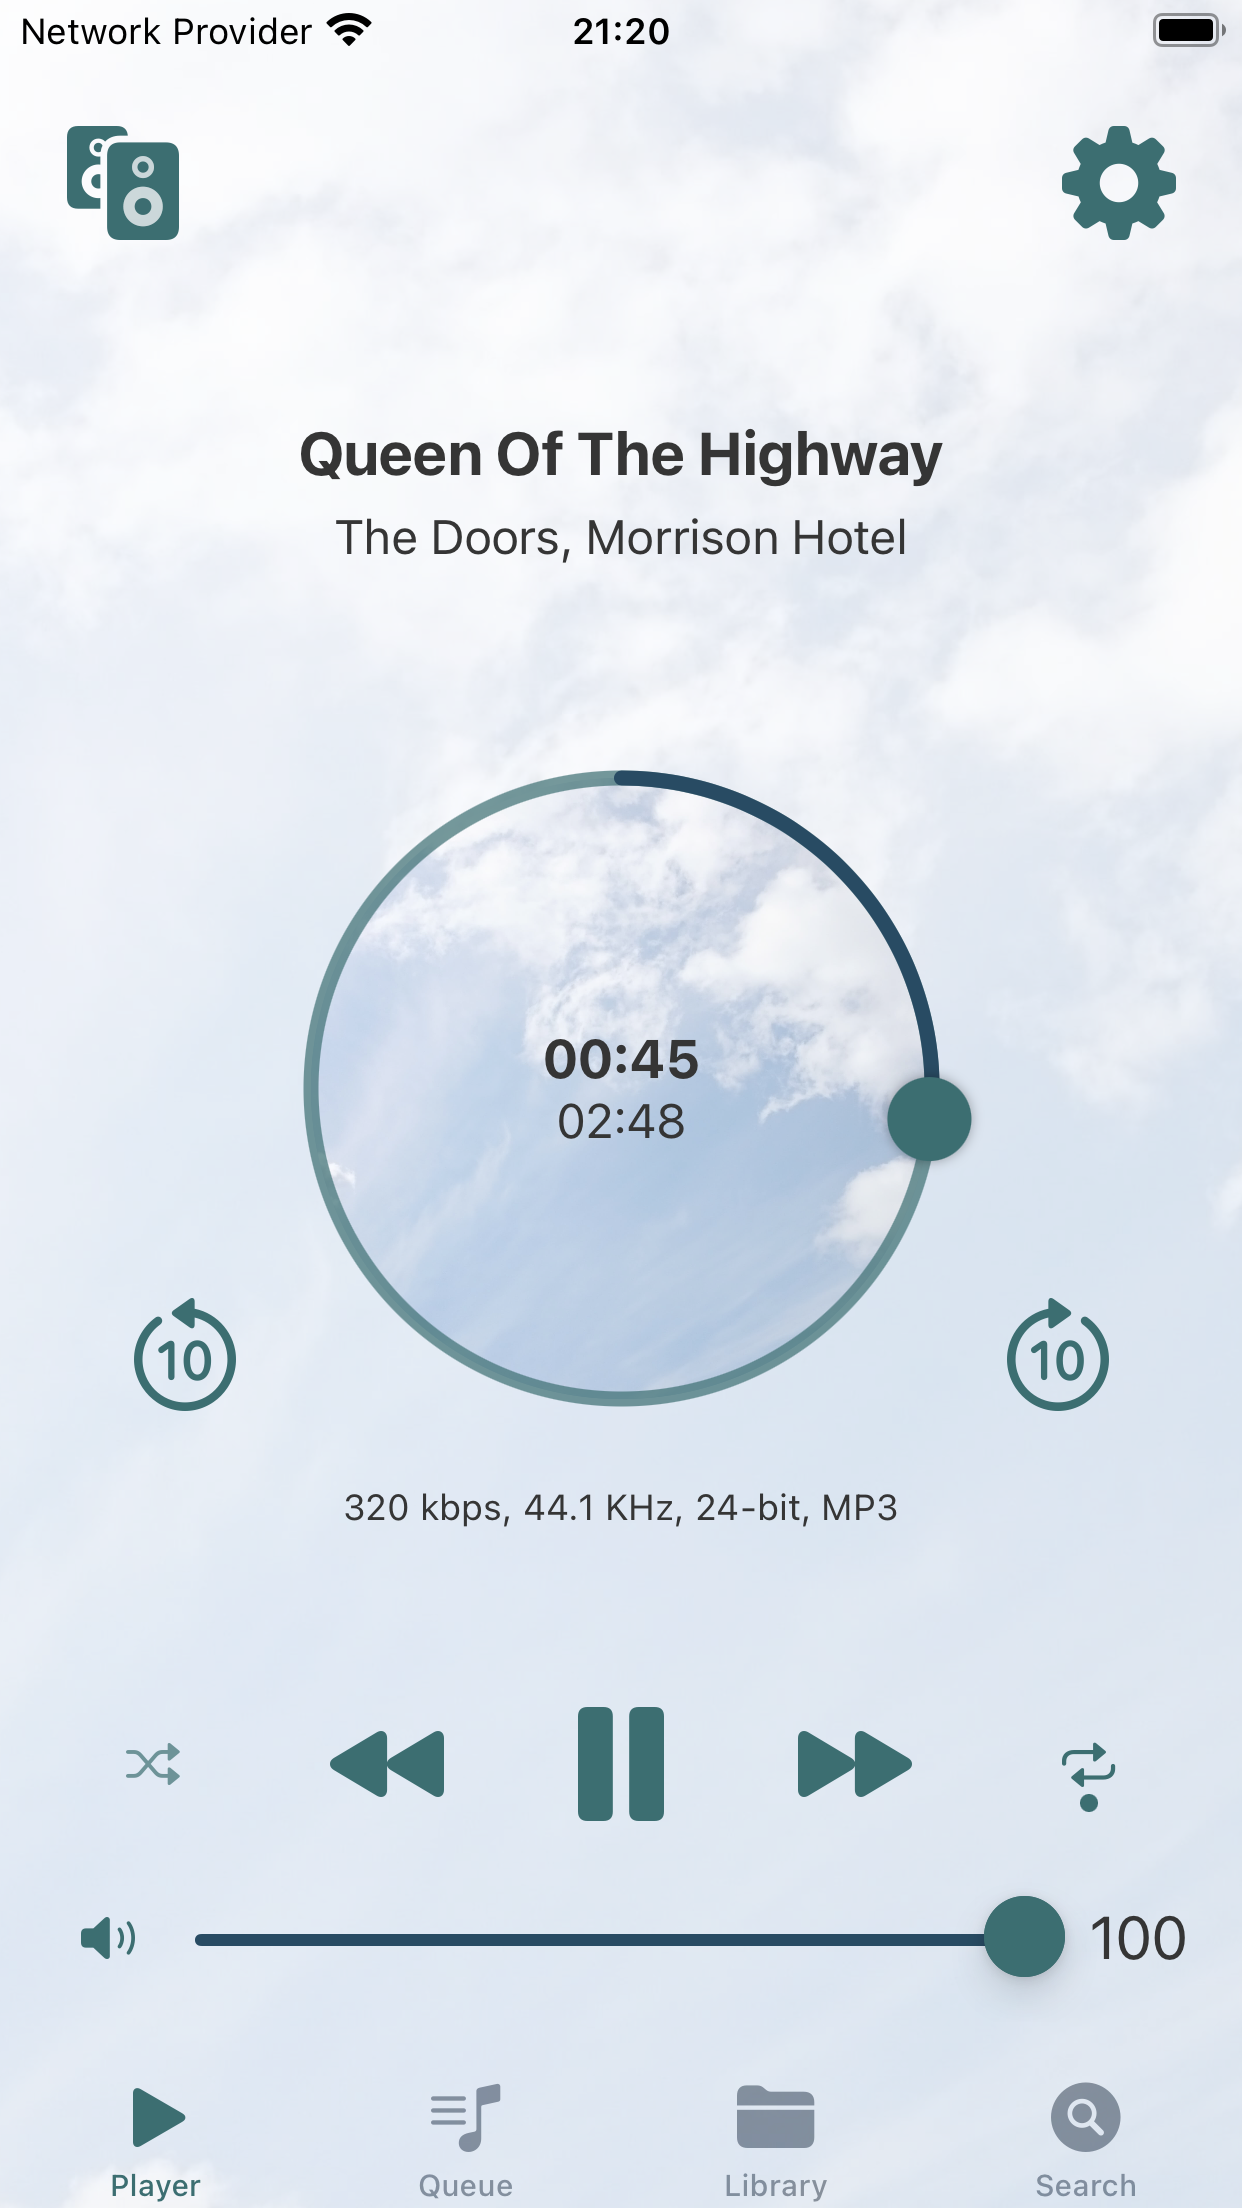 Network Provider 21:20
Queen Of The Highway
The Doors, Morrison Hotel
00:45
02:48
10 10
320 kbps, 44.1 KHz, 24-bit, MP3
100
Player Queue Library Search